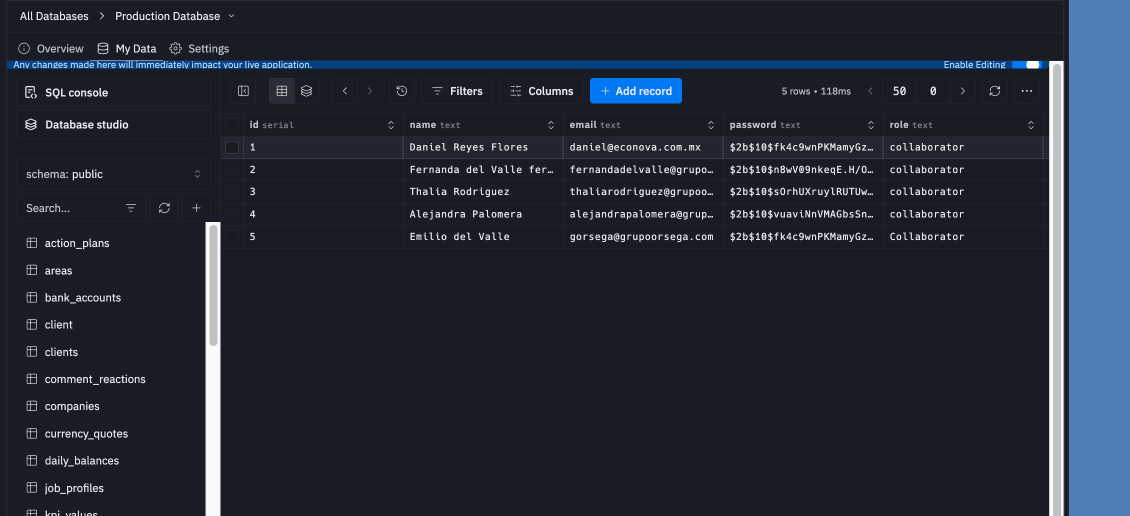 All Databases > Production Database
Overview My Data Settings
Any changes made here will immediately impact your live application. Enable Editing
SQL console
Database studio
schema: public
Search...
action_plans
areas
bank_accounts
client
clients
comment_reactions
companies
currency_quotes
daily_balances
job_profiles
kpi_values
Filters Columns + Add record 5 rows • 118ms 50 0
id serial name text email text password text role text
1 Daniel Reyes Flores daniel@econova.com.mx $2b$10$fk4c9wnPKMamyGz… collaborator
2 Fernanda del Valle fer… fernandadelvalle@grupo… $2b$10$n8wV09nkeqE.H/O… collaborator
3 Thalia Rodriguez thaliarodriguez@grupoo… $2b$10$sOrhUXruylRUTUw… collaborator
4 Alejandra Palomera alejandrapalomera@grup… $2b$10$vuaviNnVMAGbsSn… collaborator
5 Emilio del Valle gorsega@grupoorsega.com $2b$10$fk4c9wnPKMamyGz… Collaborator